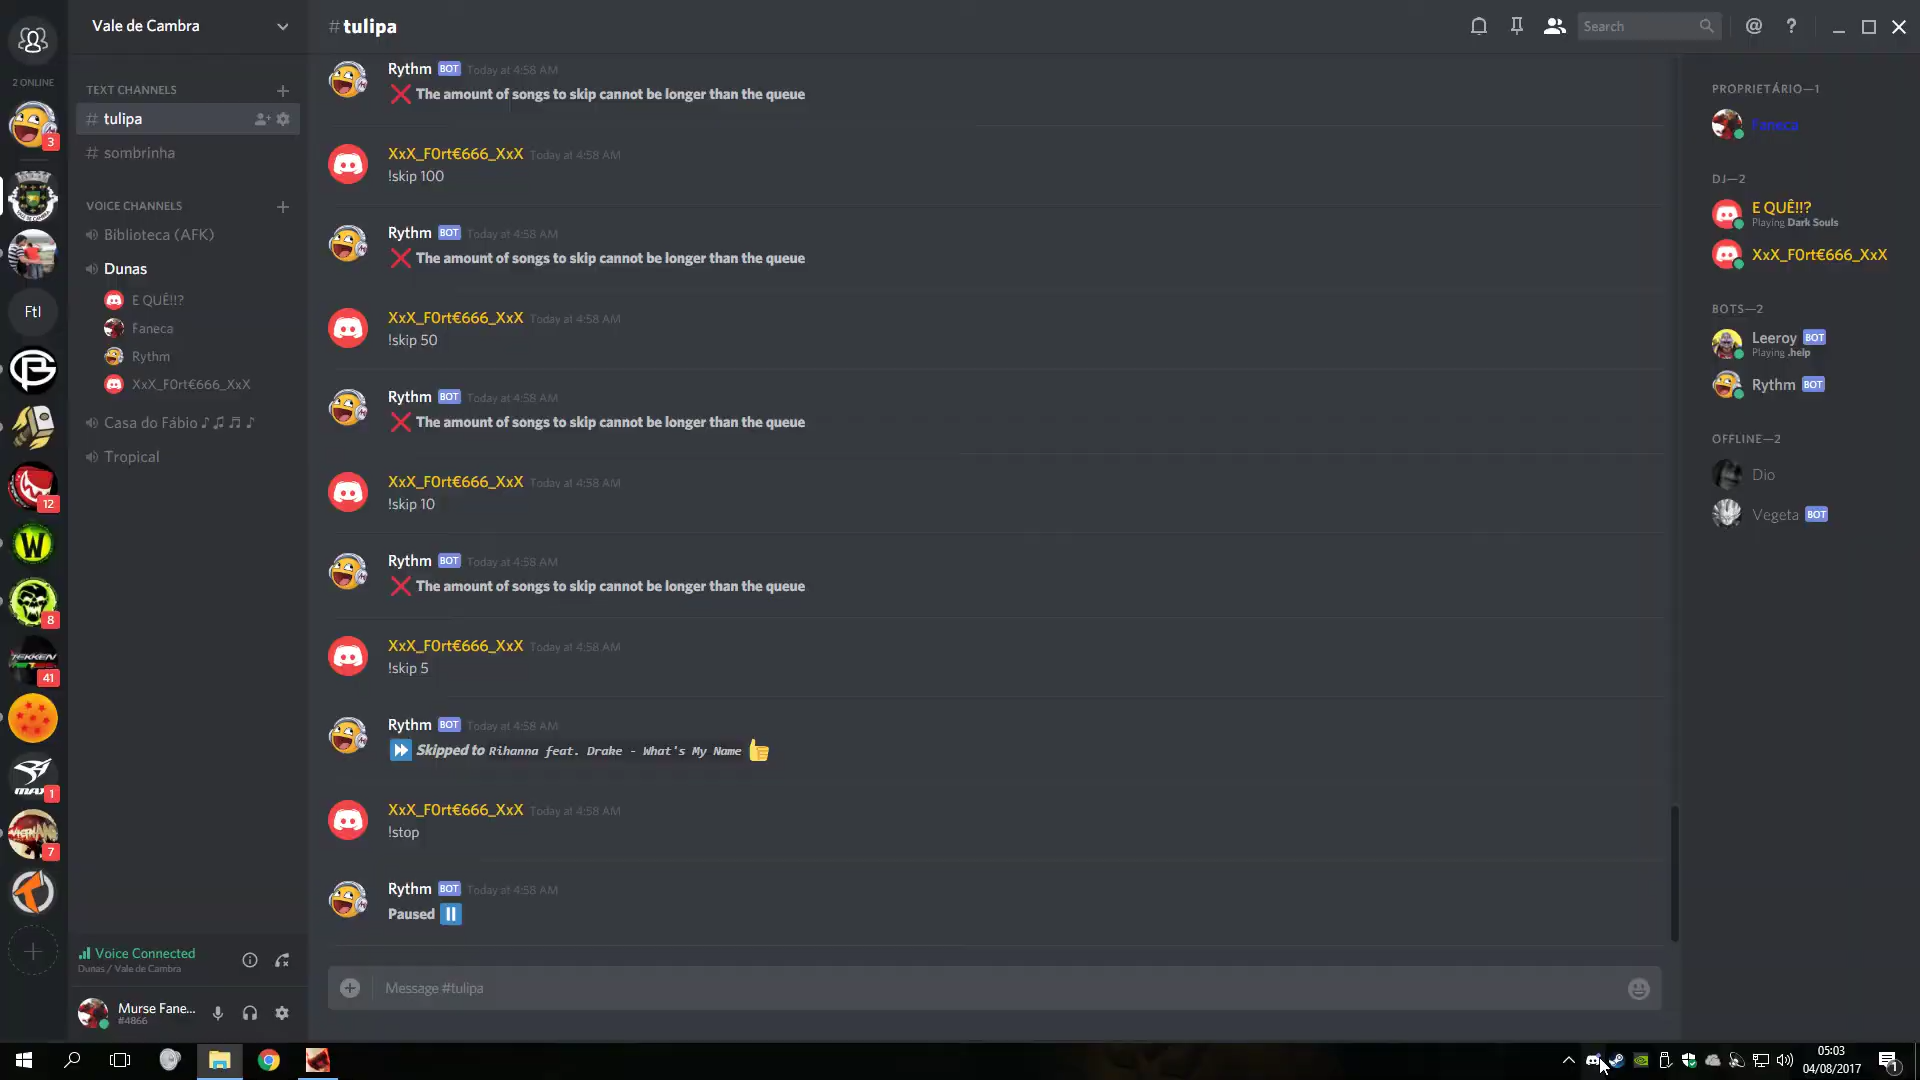 Vale de Cambra
#tulipa
Search
2 ONLINE
3
FtI
12
W
8
TEKKEN
41
MAX
1
7
TEXT CHANNELS
# tulipa
# sombrinha
VOICE CHANNELS
Biblioteca (AFK)
Dunas
E QUÊ!!?
Faneca
Rythm
XxX_F0rt€666_XxX
Casa do Fábio ♪♫♬ ♪
Tropical
Voice Connected
Dunas / Vale de Cambra
Murse Fane...
#4866
Rythm BOT Today at 4:58 AM
❌ The amount of songs to skip cannot be longer than the queue
XxX_F0rt€666_XxX Today at 4:58 AM
!skip 100
Rythm BOT Today at 4:58 AM
❌ The amount of songs to skip cannot be longer than the queue
XxX_F0rt€666_XxX Today at 4:58 AM
!skip 50
Rythm BOT Today at 4:58 AM
❌ The amount of songs to skip cannot be longer than the queue
XxX_F0rt€666_XxX Today at 4:58 AM
!skip 10
Rythm BOT Today at 4:58 AM
❌ The amount of songs to skip cannot be longer than the queue
XxX_F0rt€666_XxX Today at 4:58 AM
!skip 5
Rythm BOT Today at 4:58 AM
⏩ Skipped to Rihanna feat. Drake - What's My Name 👍
XxX_F0rt€666_XxX Today at 4:58 AM
!stop
Rythm BOT Today at 4:58 AM
Paused ⏸
Message #tulipa
PROPRIETÁRIO—1
Faneca
DJ—2
E QUÊ!!?
Playing Dark Souls
XxX_F0rt€666_XxX
BOTS—2
Leeroy BOT
Playing .help
Rythm BOT
OFFLINE—2
Dio
Vegeta BOT
05:03
04/08/2017
1